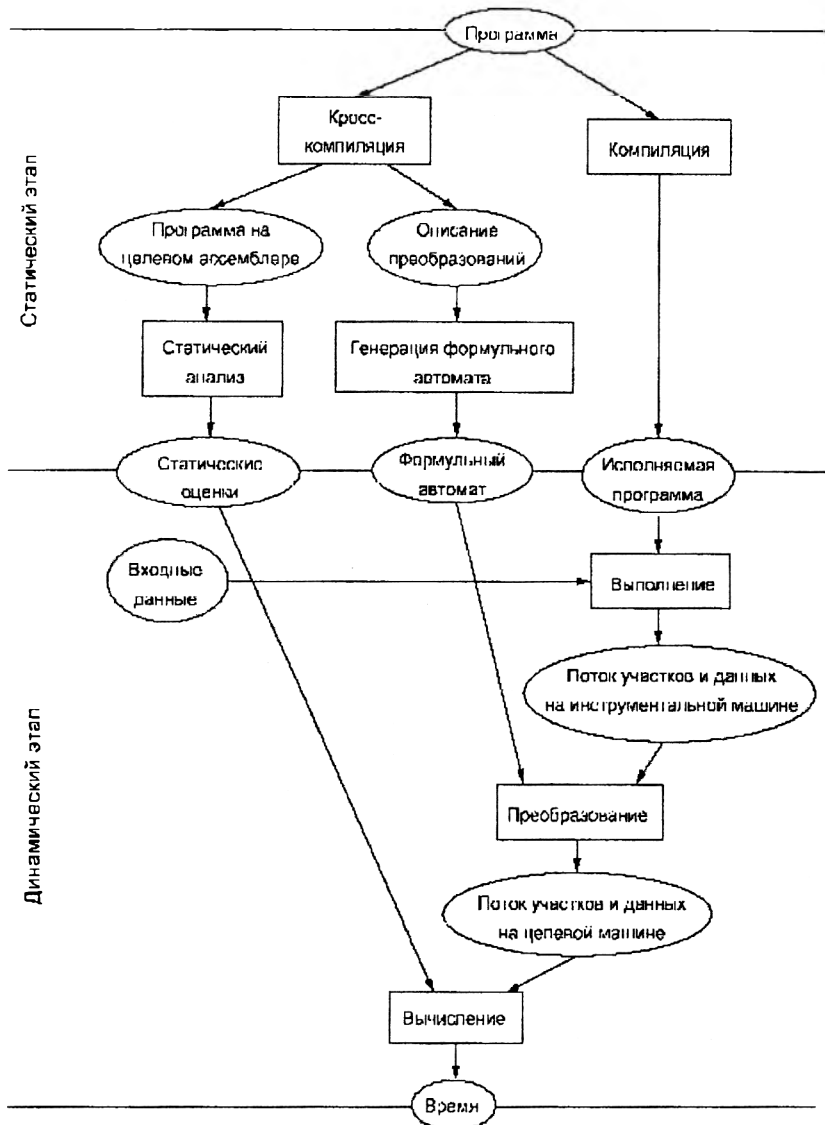 Программа
Кросс-
компиляция
Компиляция
Статический этап
Программа на
целевом ассемблере
Описание
преобразований
Статический
анализ
Генерация формульного
автомата
Статические
оценки
Формульный
автомат
Исполняемая
программа
Входные
данные
Выполнение
Поток участков и данных
на инструментальной машине
Динамический этап
Преобразование
Поток участков и данных
на целевой машине
Вычисление
Время